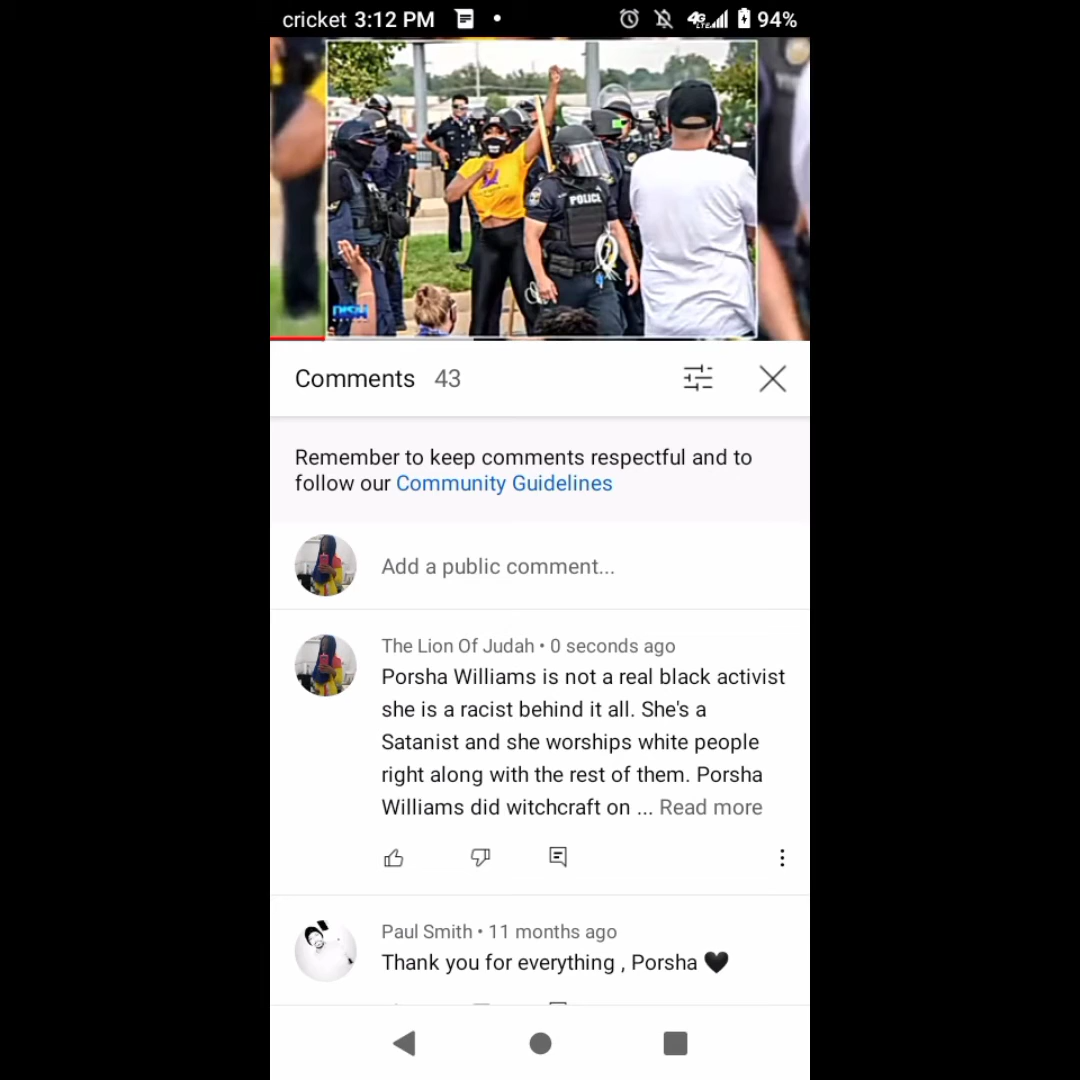 cricket 3:12 PM 4G LTE 94%
POLICE
Comments 43
Remember to keep comments respectful and to
follow our Community Guidelines
Add a public comment...
The Lion Of Judah • 0 seconds ago
Porsha Williams is not a real black activist
she is a racist behind it all. She's a
Satanist and she worships white people
right along with the rest of them. Porsha
Williams did witchcraft on ... Read more
Paul Smith • 11 months ago
Thank you for everything , Porsha 🖤